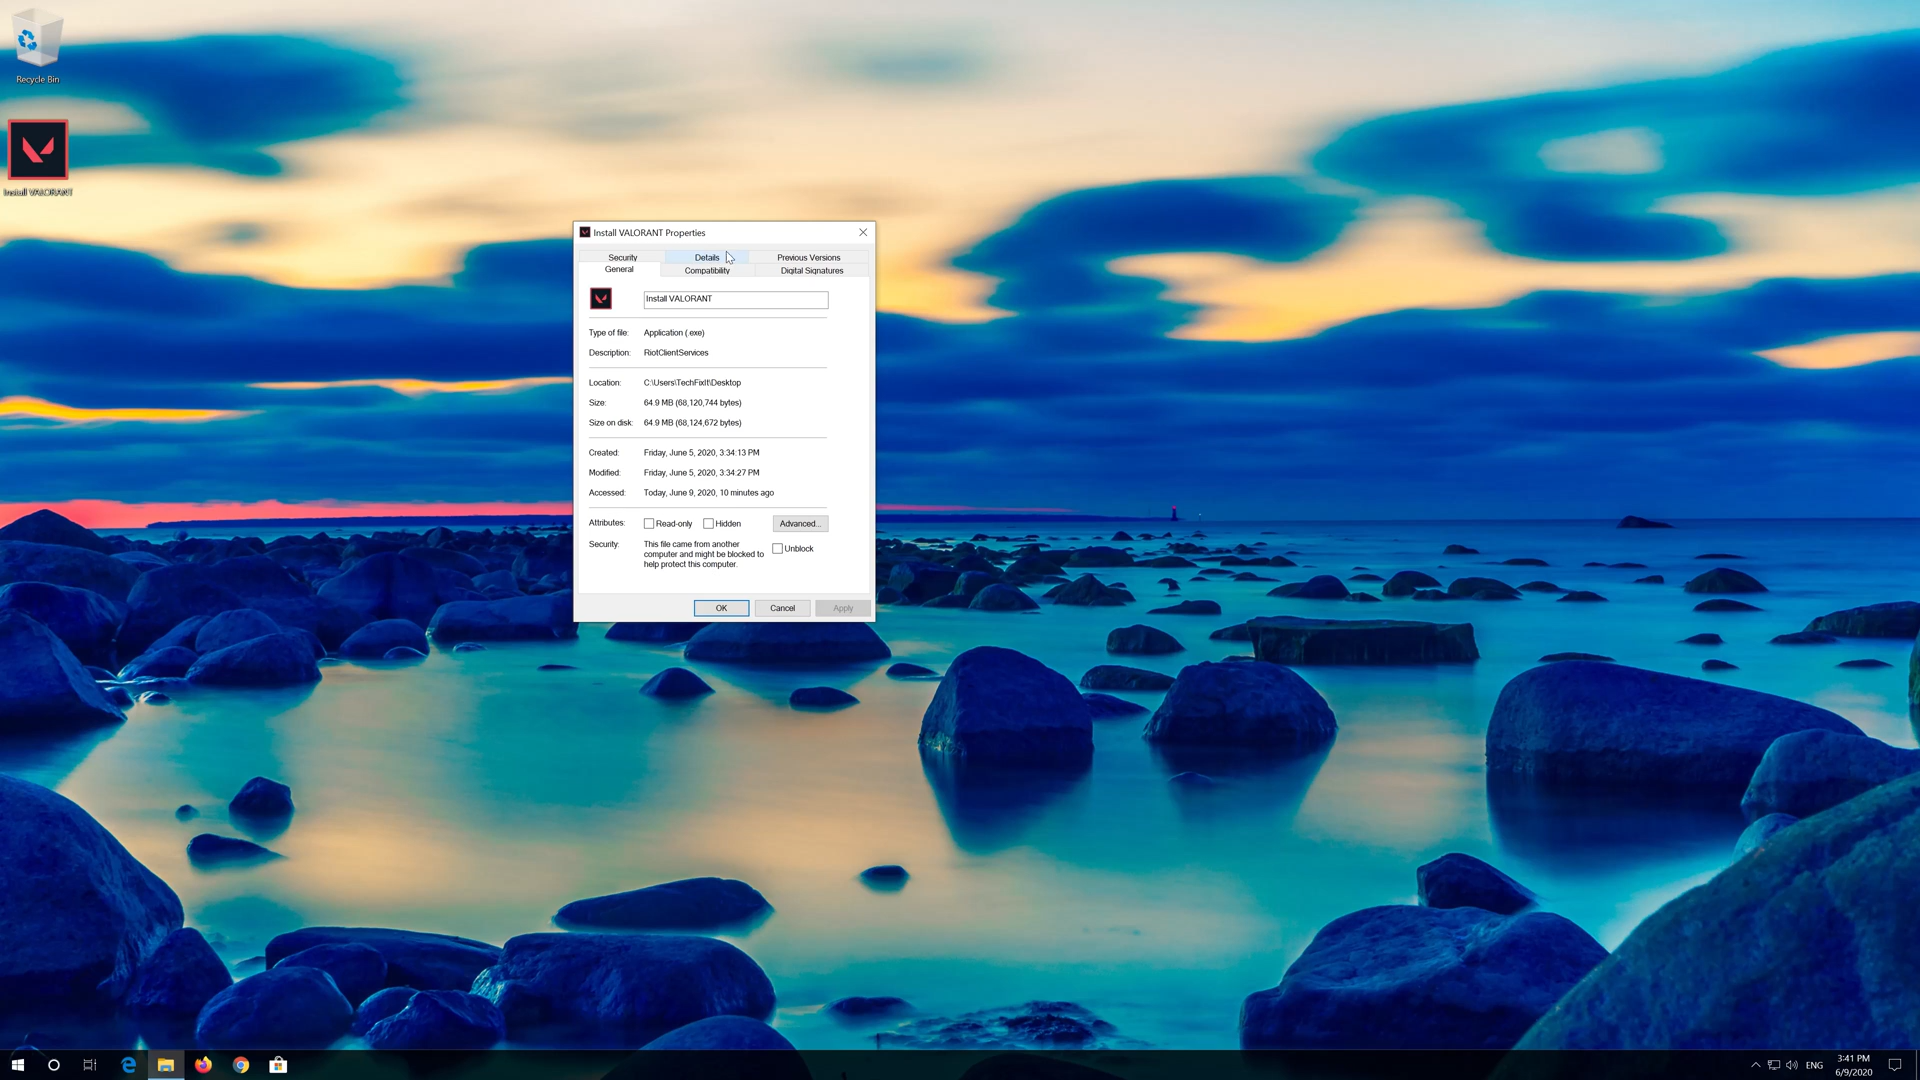 Recycle Bin
Install VALORANT
Install VALORANT Properties
Security Details Previous Versions
General Compatibility Digital Signatures
Install VALORANT
Type of file: Application (.exe)
Description: RiotClientServices
Location: C:\Users\TechFixIt\Desktop
Size: 64.9 MB (68,120,744 bytes)
Size on disk: 64.9 MB (68,124,672 bytes)
Created: Friday, June 5, 2020, 3:34:13 PM
Modified: Friday, June 5, 2020, 3:34:27 PM
Accessed: Today, June 9, 2020, 10 minutes ago
Attributes: Read-only Hidden Advanced...
Security: This file came from another
computer and might be blocked to
help protect this computer.
Unblock
OK Cancel Apply
ENG
3:41 PM
6/9/2020